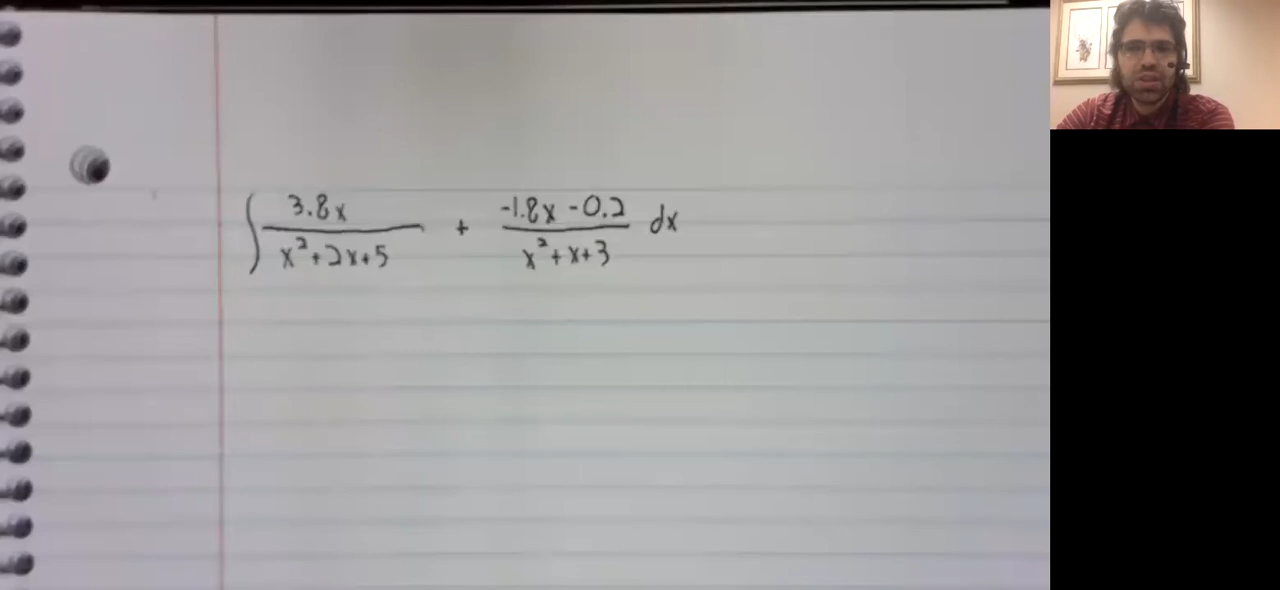 ∫ 3.8x / (x² + 2x + 5) + (-1.8x - 0.2) / (x² + x + 3) dx